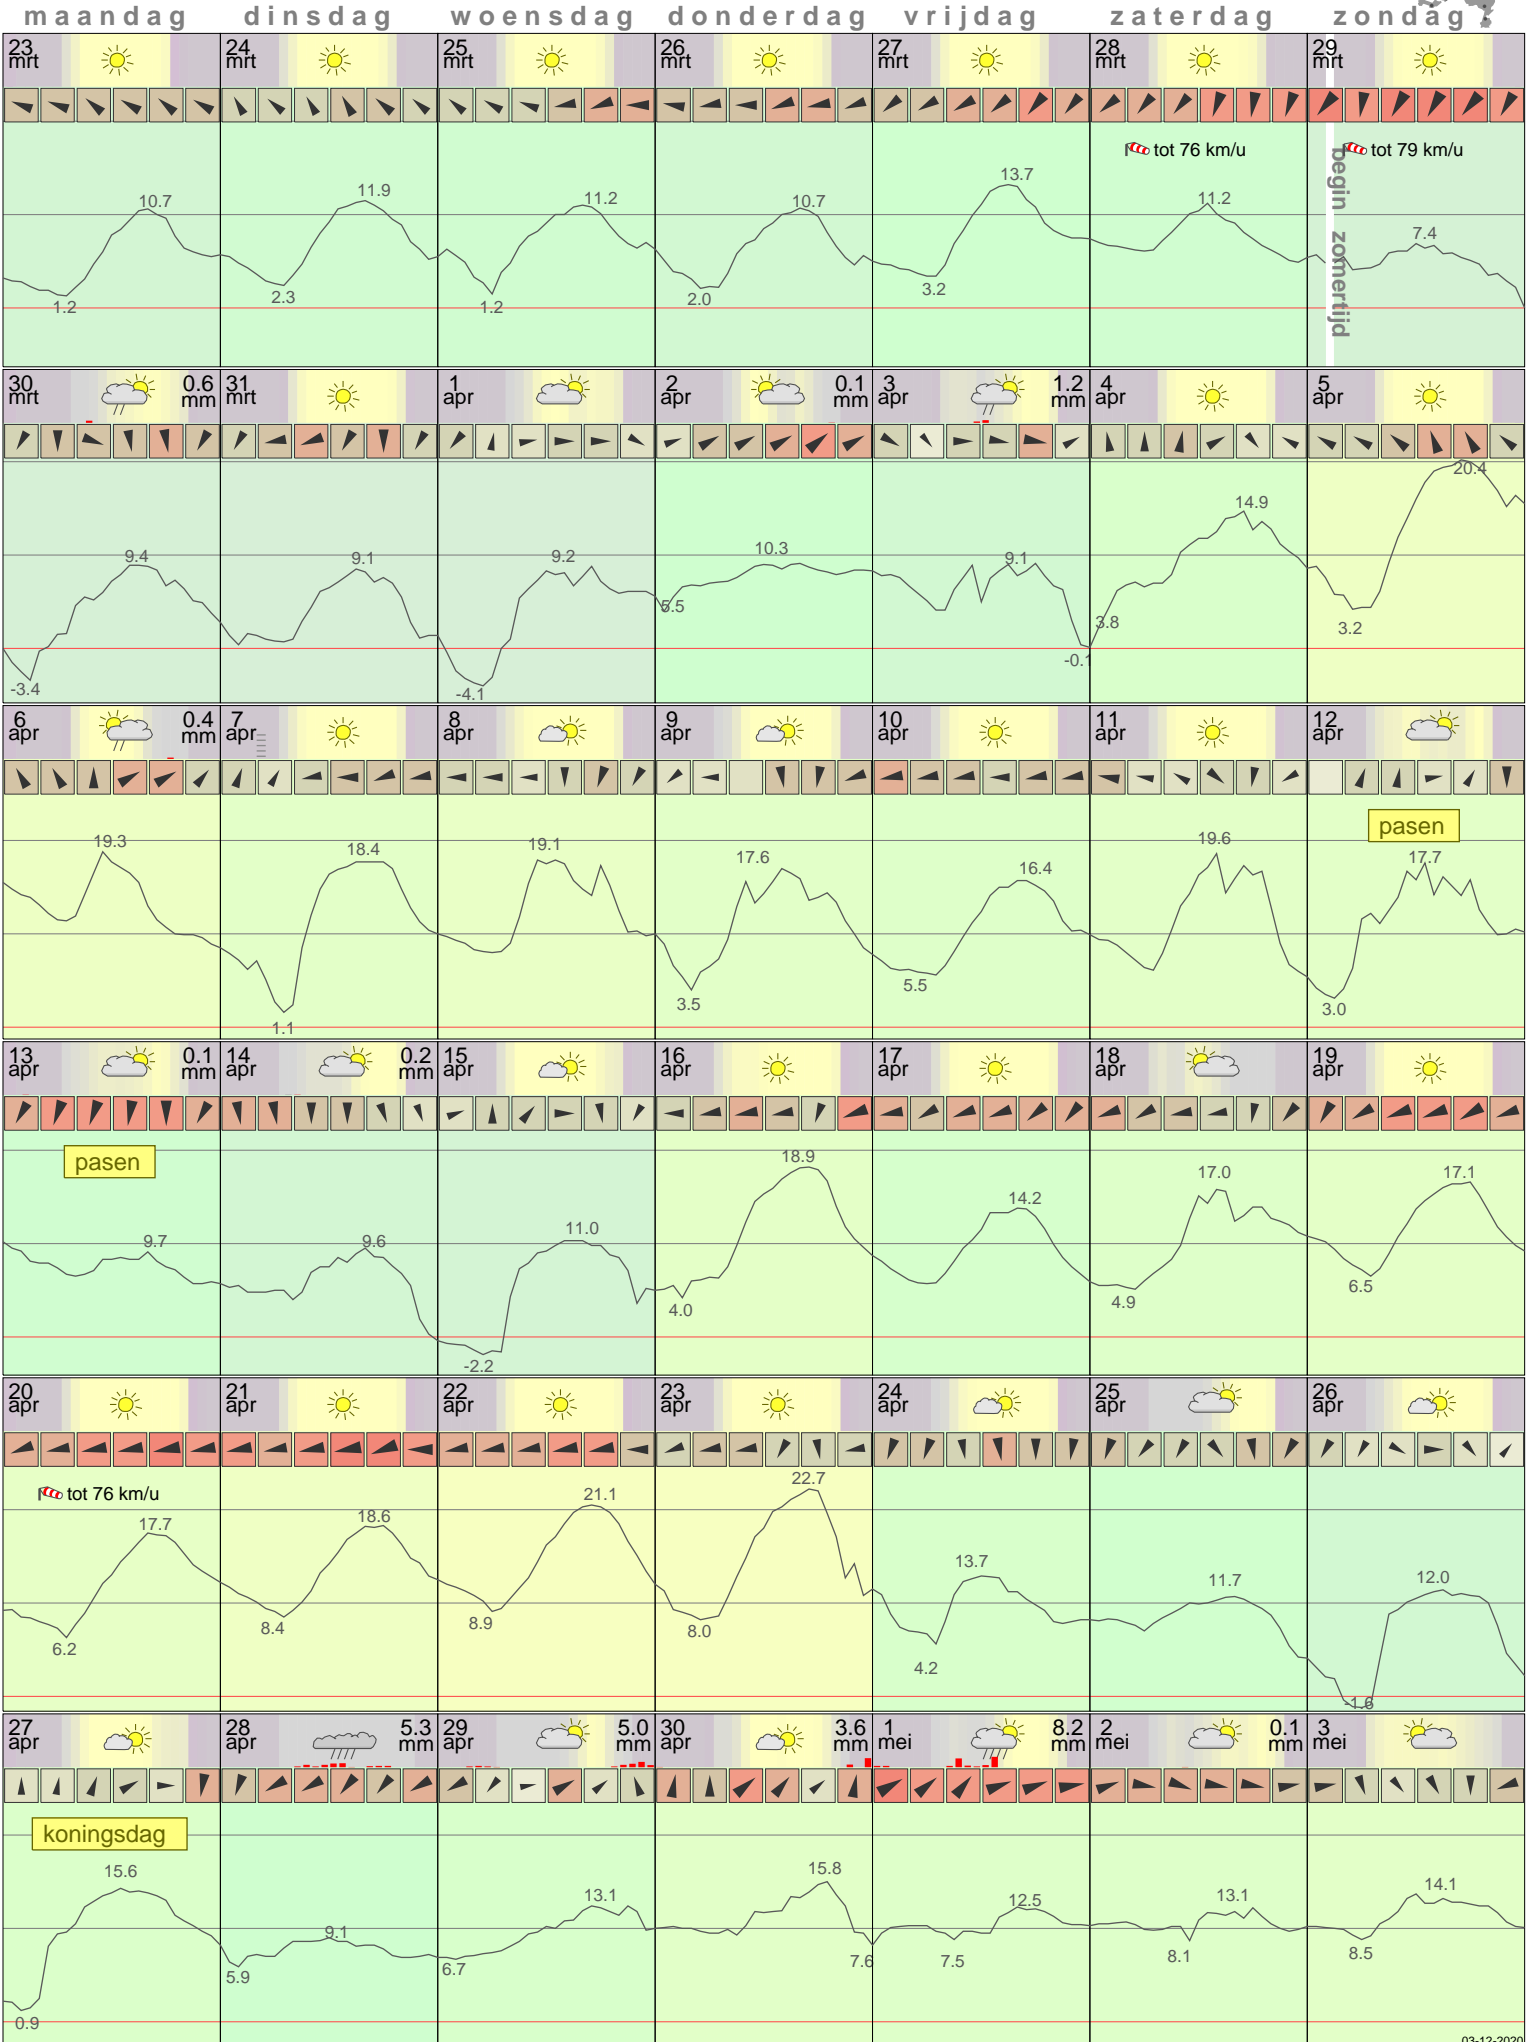 maandag dinsdag woensdag donderdag vrijdag zaterdag zondag
23 mrt 24 mrt 25 mrt 26 mrt 27 mrt 28 mrt 29 mrt
tot 76 km/u tot 79 km/u
begin zomertijd
10.7 11.9 11.2 10.7 13.7 11.2 7.4
1.2 2.3 1.2 2.0 3.2
30 mrt 0.6 mm 31 mrt 1 apr 2 apr 0.1 mm 3 apr 1.2 mm 4 apr 5 apr
9.4 9.1 9.2 10.3 9.1 14.9 20.4
-3.4 -4.1 5.5 -0.1 3.8 3.2
6 apr 0.4 mm 7 apr 8 apr 9 apr 10 apr 11 apr 12 apr
pasen
19.3 18.4 19.1 17.6 16.4 19.6 17.7
1.1 3.5 5.5 3.0
13 apr 0.1 mm 14 apr 0.2 mm 15 apr 16 apr 17 apr 18 apr 19 apr
pasen
9.7 9.6 11.0 18.9 14.2 17.0 17.1
-2.2 4.0 4.9 6.5
20 apr 21 apr 22 apr 23 apr 24 apr 25 apr 26 apr
tot 76 km/u
17.7 18.6 21.1 22.7 13.7 11.7 12.0
6.2 8.4 8.9 8.0 4.2 -1.6
27 apr 28 apr 5.3 mm 29 apr 5.0 mm 30 apr 3.6 mm 1 mei 8.2 mm 2 mei 0.1 mm 3 mei
koningsdag
15.6 9.1 13.1 15.8 12.5 13.1 14.1
0.9 5.9 6.7 7.6 7.5 8.1 8.5
03-12-2020